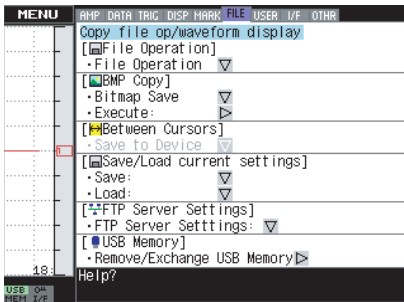 MENU AMP DATA TRIG DISP MARK FILE USER I/F OTHR
Copy file op/waveform display
[File Operation]
・File Operation ▽
[BMP Copy]
・Bitmap Save ▽
・Execute: ▷
[Between Cursors]
・Save to Device ▽
[Save/Load current settings]
・Save: ▽
・Load: ▽
[FTP Server Settings]
・FTP Server Setttings: ▽
[USB Memory]
・Remove/Exchange USB Memory▷
18:
Help?
USB
MEM I/F